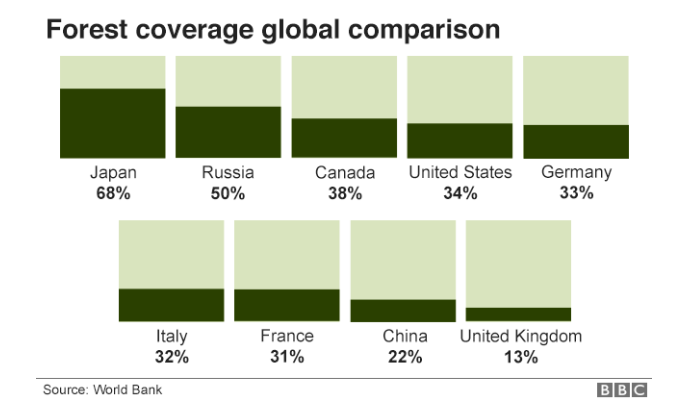 Forest coverage global comparison
Japan Russia Canada United States Germany
68% 50% 38% 34% 33%
Italy France China United Kingdom
32% 31% 22% 13%
Source: World Bank BBC